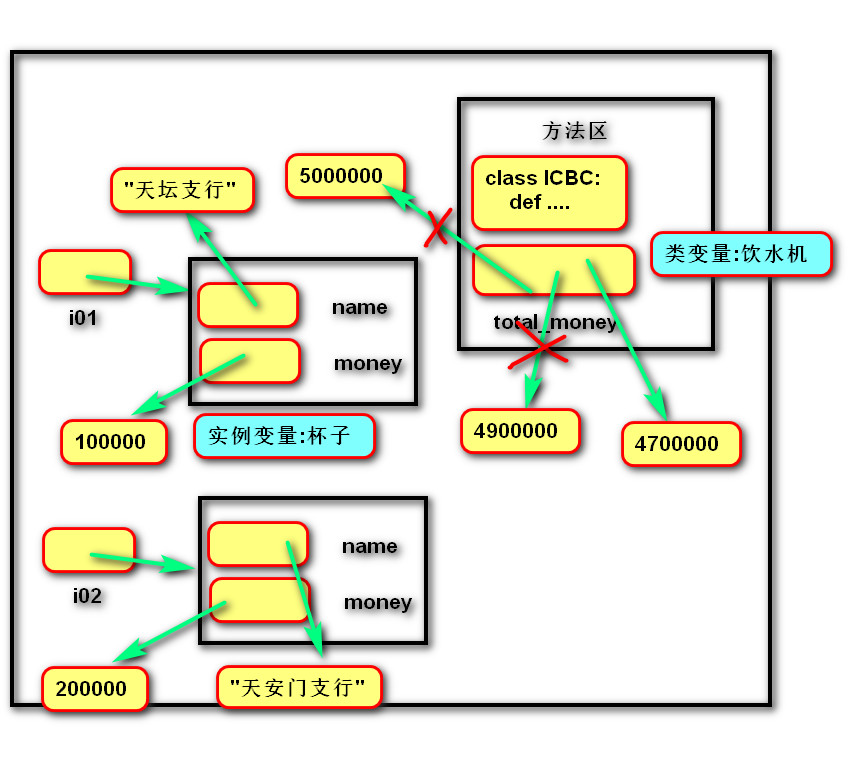 方法区
class ICBC:
def ....
5000000
"天坛支行"
类变量:饮水机
i01
name
total_money
money
100000
实例变量:杯子
4900000
4700000
i02
name
money
200000
"天安门支行"